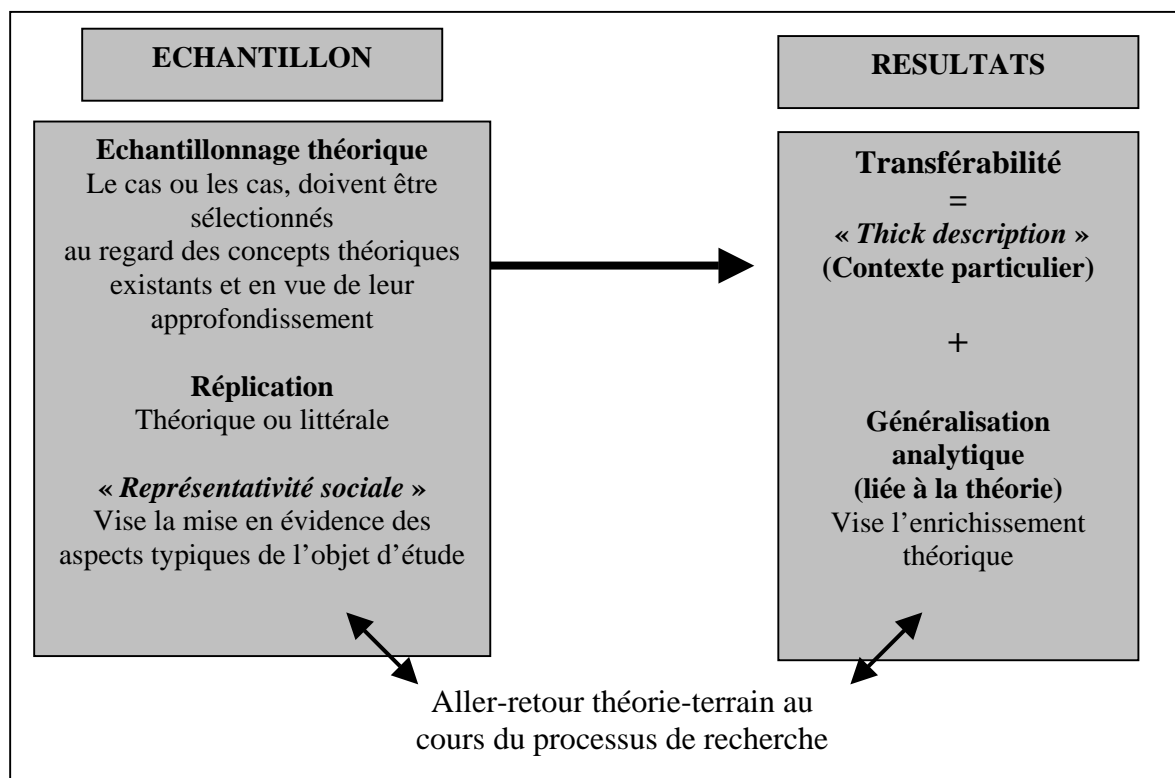 ECHANTILLON
Echantillonnage théorique
Le cas ou les cas, doivent être
sélectionnés
au regard des concepts théoriques
existants et en vue de leur
approfondissement
Réplication
Théorique ou littérale
« Représentativité sociale »
Vise la mise en évidence des
aspects typiques de l’objet d’étude
RESULTATS
Transférabilité
=
« Thick description »
(Contexte particulier)
+
Généralisation
analytique
(liée à la théorie)
Vise l’enrichissement
théorique
Aller-retour théorie-terrain au
cours du processus de recherche